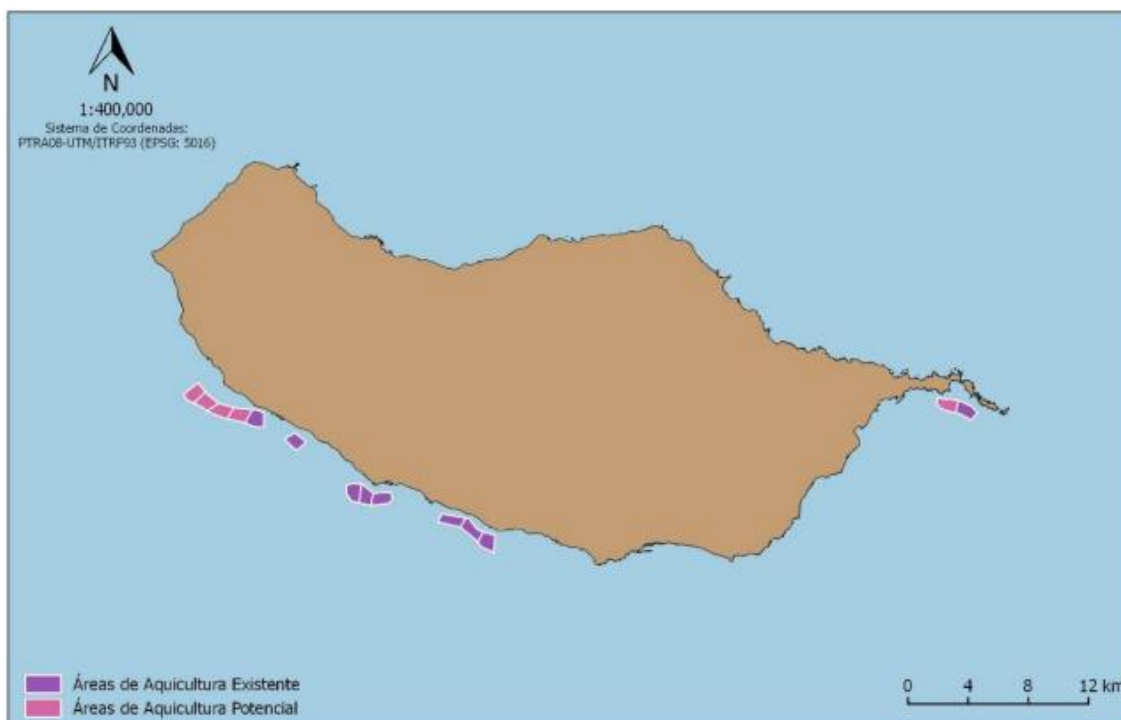 N
1:400,000
Sistema de Coordenadas:
PTRA08-UTM/ITRF93 (EPSG: 5016)
Áreas de Aquicultura Existente
Áreas de Aquicultura Potencial
0 4 8 12 km